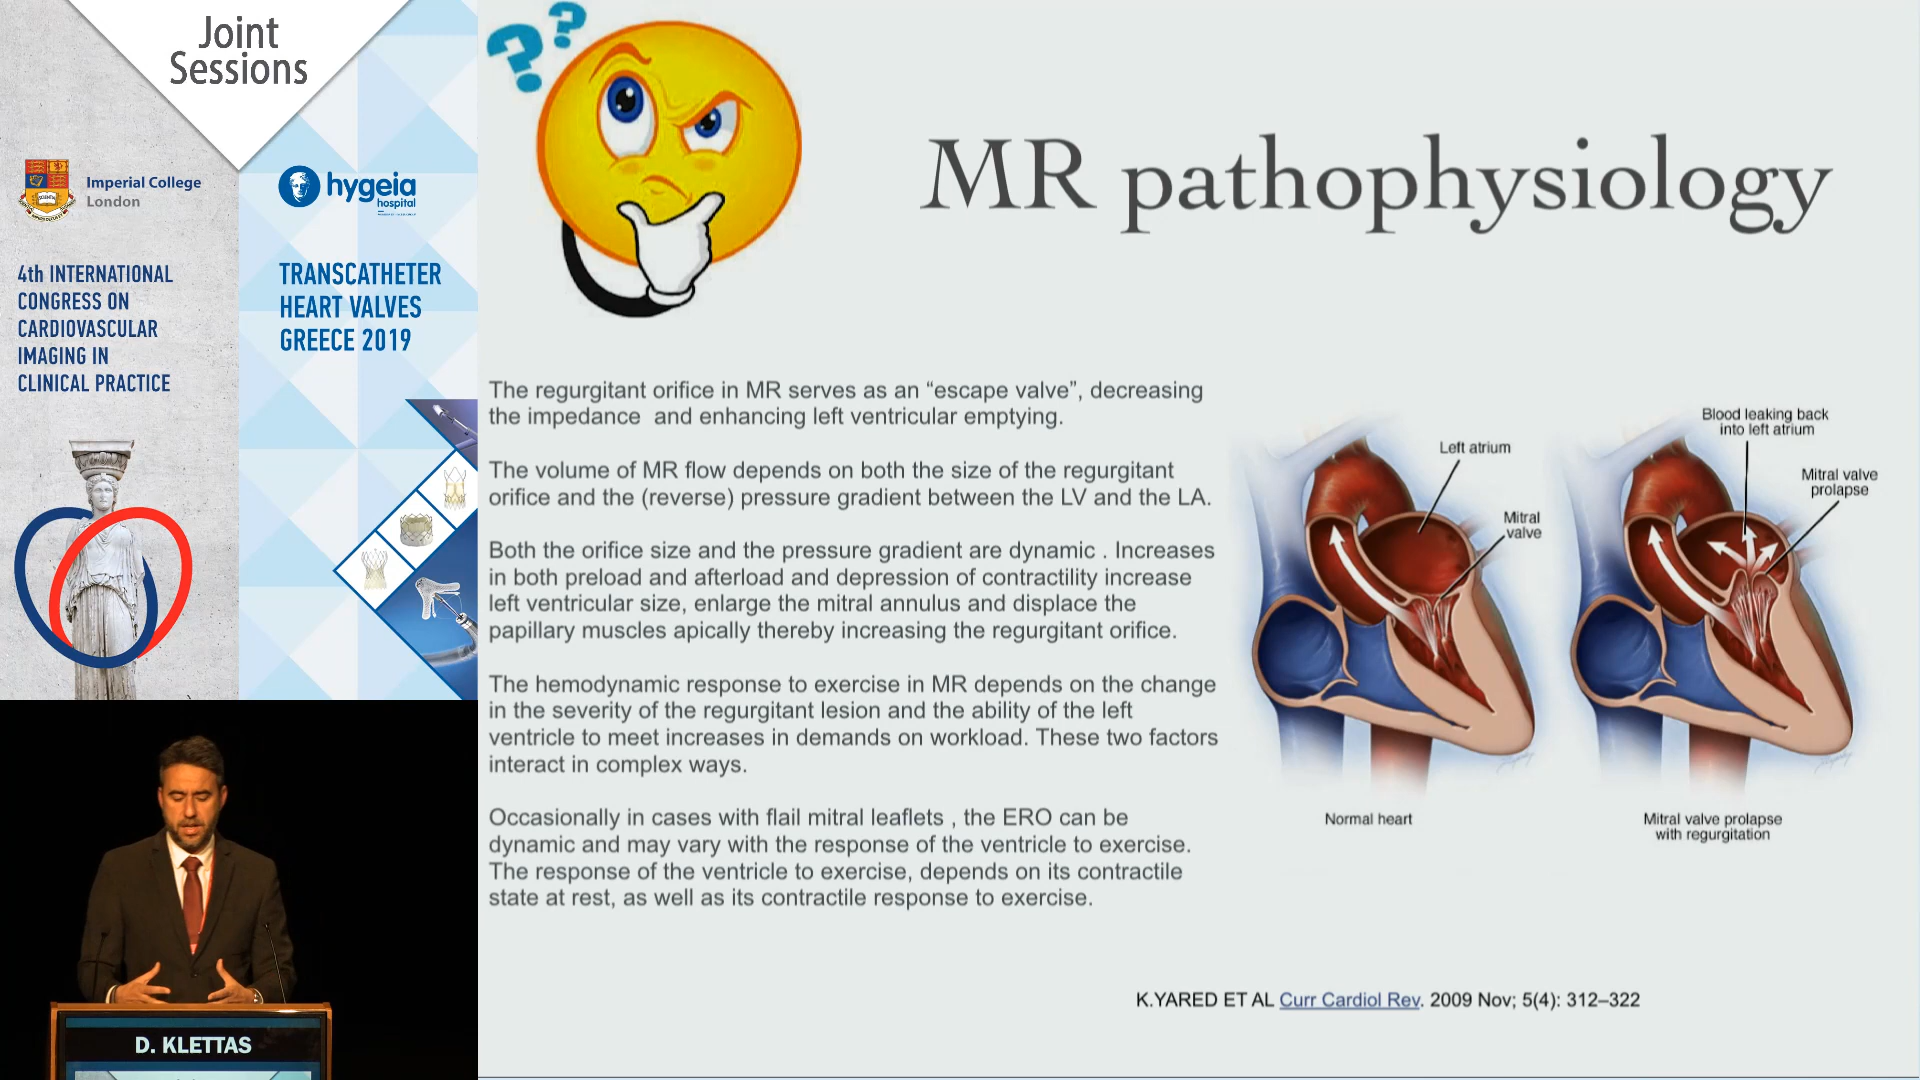 Joint
Sessions
Imperial College
London
hygeia
hospital
4th INTERNATIONAL
CONGRESS ON
CARDIOVASCULAR
IMAGING IN
CLINICAL PRACTICE
TRANSCATHETER
HEART VALVES
GREECE 2019
D. KLETTAS
??
MR pathophysiology
The regurgitant orifice in MR serves as an “escape valve”, decreasing
the impedance and enhancing left ventricular emptying.
The volume of MR flow depends on both the size of the regurgitant
orifice and the (reverse) pressure gradient between the LV and the LA.
Both the orifice size and the pressure gradient are dynamic . Increases
in both preload and afterload and depression of contractility increase
left ventricular size, enlarge the mitral annulus and displace the
papillary muscles apically thereby increasing the regurgitant orifice.
The hemodynamic response to exercise in MR depends on the change
in the severity of the regurgitant lesion and the ability of the left
ventricle to meet increases in demands on workload. These two factors
interact in complex ways.
Occasionally in cases with flail mitral leaflets , the ERO can be
dynamic and may vary with the response of the ventricle to exercise.
The response of the ventricle to exercise, depends on its contractile
state at rest, as well as its contractile response to exercise.
Left atrium
Mitral
valve
Normal heart
Blood leaking back
into left atrium
Mitral valve
prolapse
Mitral valve prolapse
with regurgitation
K.YARED ET AL Curr Cardiol Rev. 2009 Nov; 5(4): 312–322